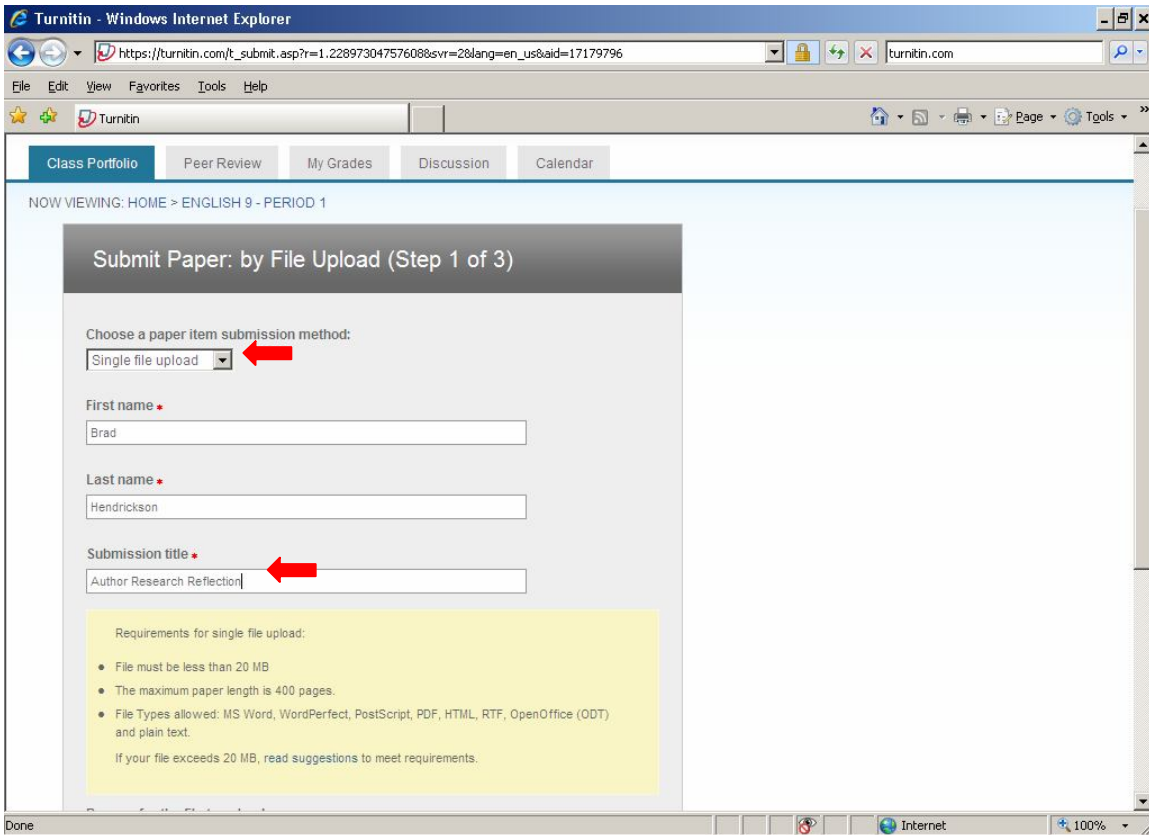 Turnitin - Windows Internet Explorer
https://turnitin.com/t_submit.asp?r=1.22897304757608&svr=2&lang=en_us&aid=17179796
turnitin.com
File Edit View Favorites Tools Help
Turnitin
Page Tools »
Class Portfolio Peer Review My Grades Discussion Calendar
NOW VIEWING: HOME > ENGLISH 9 - PERIOD 1
Submit Paper: by File Upload (Step 1 of 3)
Choose a paper item submission method:
Single file upload
First name *
Brad
Last name *
Hendrickson
Submission title *
Author Research Reflection
Requirements for single file upload:
• File must be less than 20 MB
• The maximum paper length is 400 pages.
• File Types allowed: MS Word, WordPerfect, PostScript, PDF, HTML, RTF, OpenOffice (ODT)
and plain text.
If your file exceeds 20 MB, read suggestions to meet requirements.
Done
Internet
100%